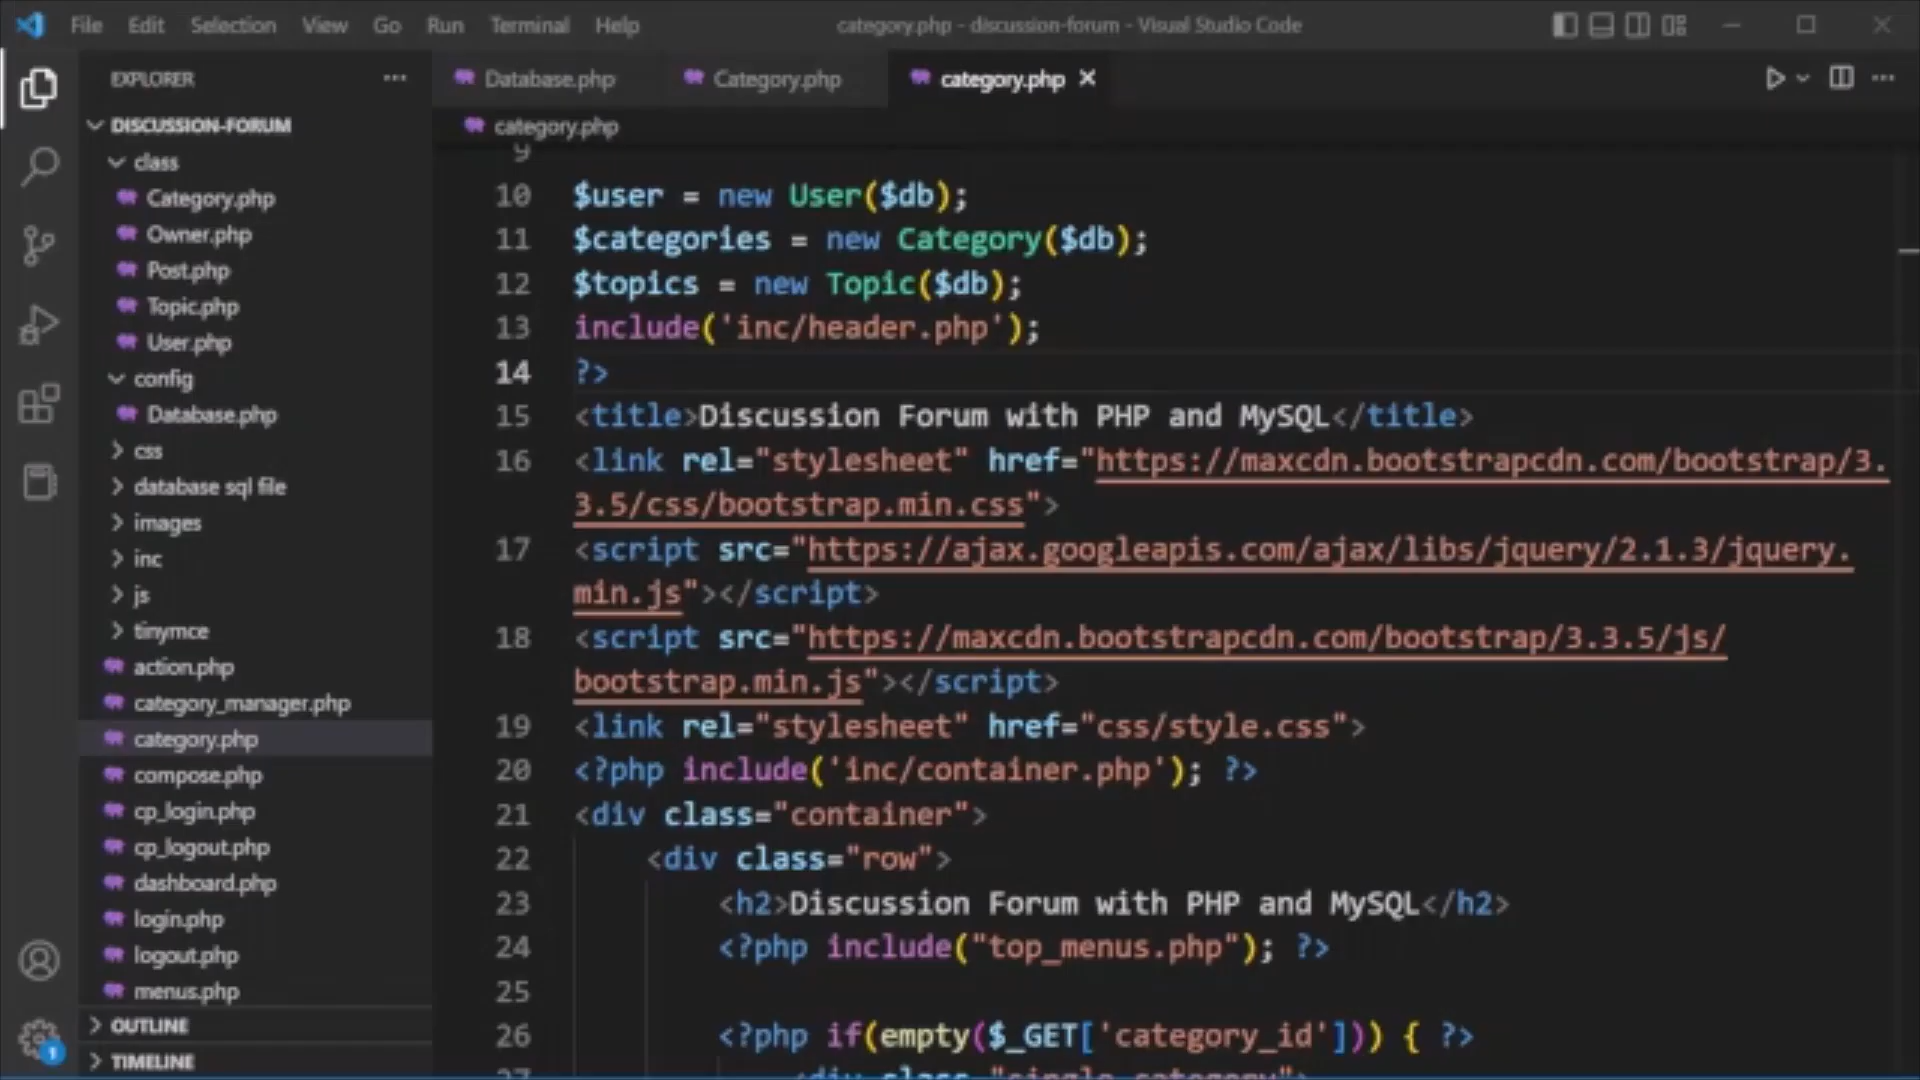 File Edit Selection View Go Run Terminal Help
category.php - discussion-forum - Visual Studio Code
EXPLORER
Database.php
Category.php
category.php
DISCUSSION-FORUM
class
Category.php
Owner.php
Post.php
Topic.php
User.php
config
Database.php
css
database sql file
images
inc
js
tinymce
action.php
category_manager.php
category.php
compose.php
cp_login.php
cp_logout.php
dashboard.php
login.php
logout.php
menus.php
OUTLINE
TIMELINE
1
category.php
9
10 $user = new User($db);
11 $categories = new Category($db);
12 $topics = new Topic($db);
13 include('inc/header.php');
14 ?>
15 <title>Discussion Forum with PHP and MySQL</title>
16 <link rel="stylesheet" href="https://maxcdn.bootstrapcdn.com/bootstrap/3.
3.5/css/bootstrap.min.css">
17 <script src="https://ajax.googleapis.com/ajax/libs/jquery/2.1.3/jquery.
min.js"></script>
18 <script src="https://maxcdn.bootstrapcdn.com/bootstrap/3.3.5/js/
bootstrap.min.js"></script>
19 <link rel="stylesheet" href="css/style.css">
20 <?php include('inc/container.php'); ?>
21 <div class="container">
22 <div class="row">
23 <h2>Discussion Forum with PHP and MySQL</h2>
24 <?php include("top_menus.php"); ?>
25
26 <?php if(empty($_GET['category_id'])) { ?>
27 <div class="single category">